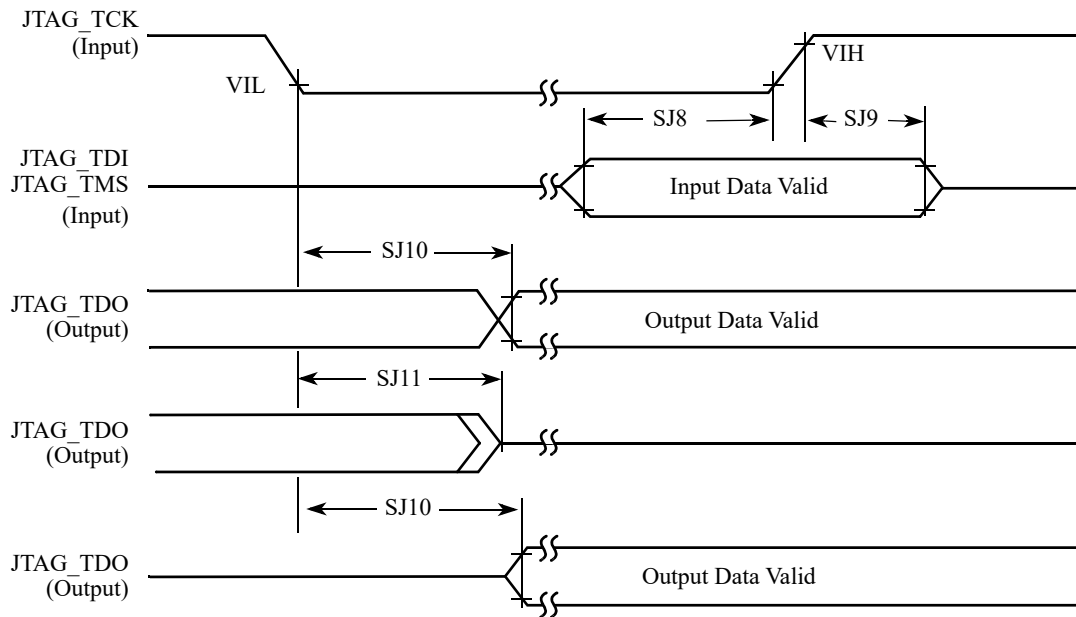 JTAG_TCK
(Input)
VIL
VIH
SJ8
SJ9
JTAG_TDI
JTAG_TMS
(Input)
Input Data Valid
SJ10
JTAG_TDO
(Output)
Output Data Valid
SJ11
JTAG_TDO
(Output)
SJ10
JTAG_TDO
(Output)
Output Data Valid